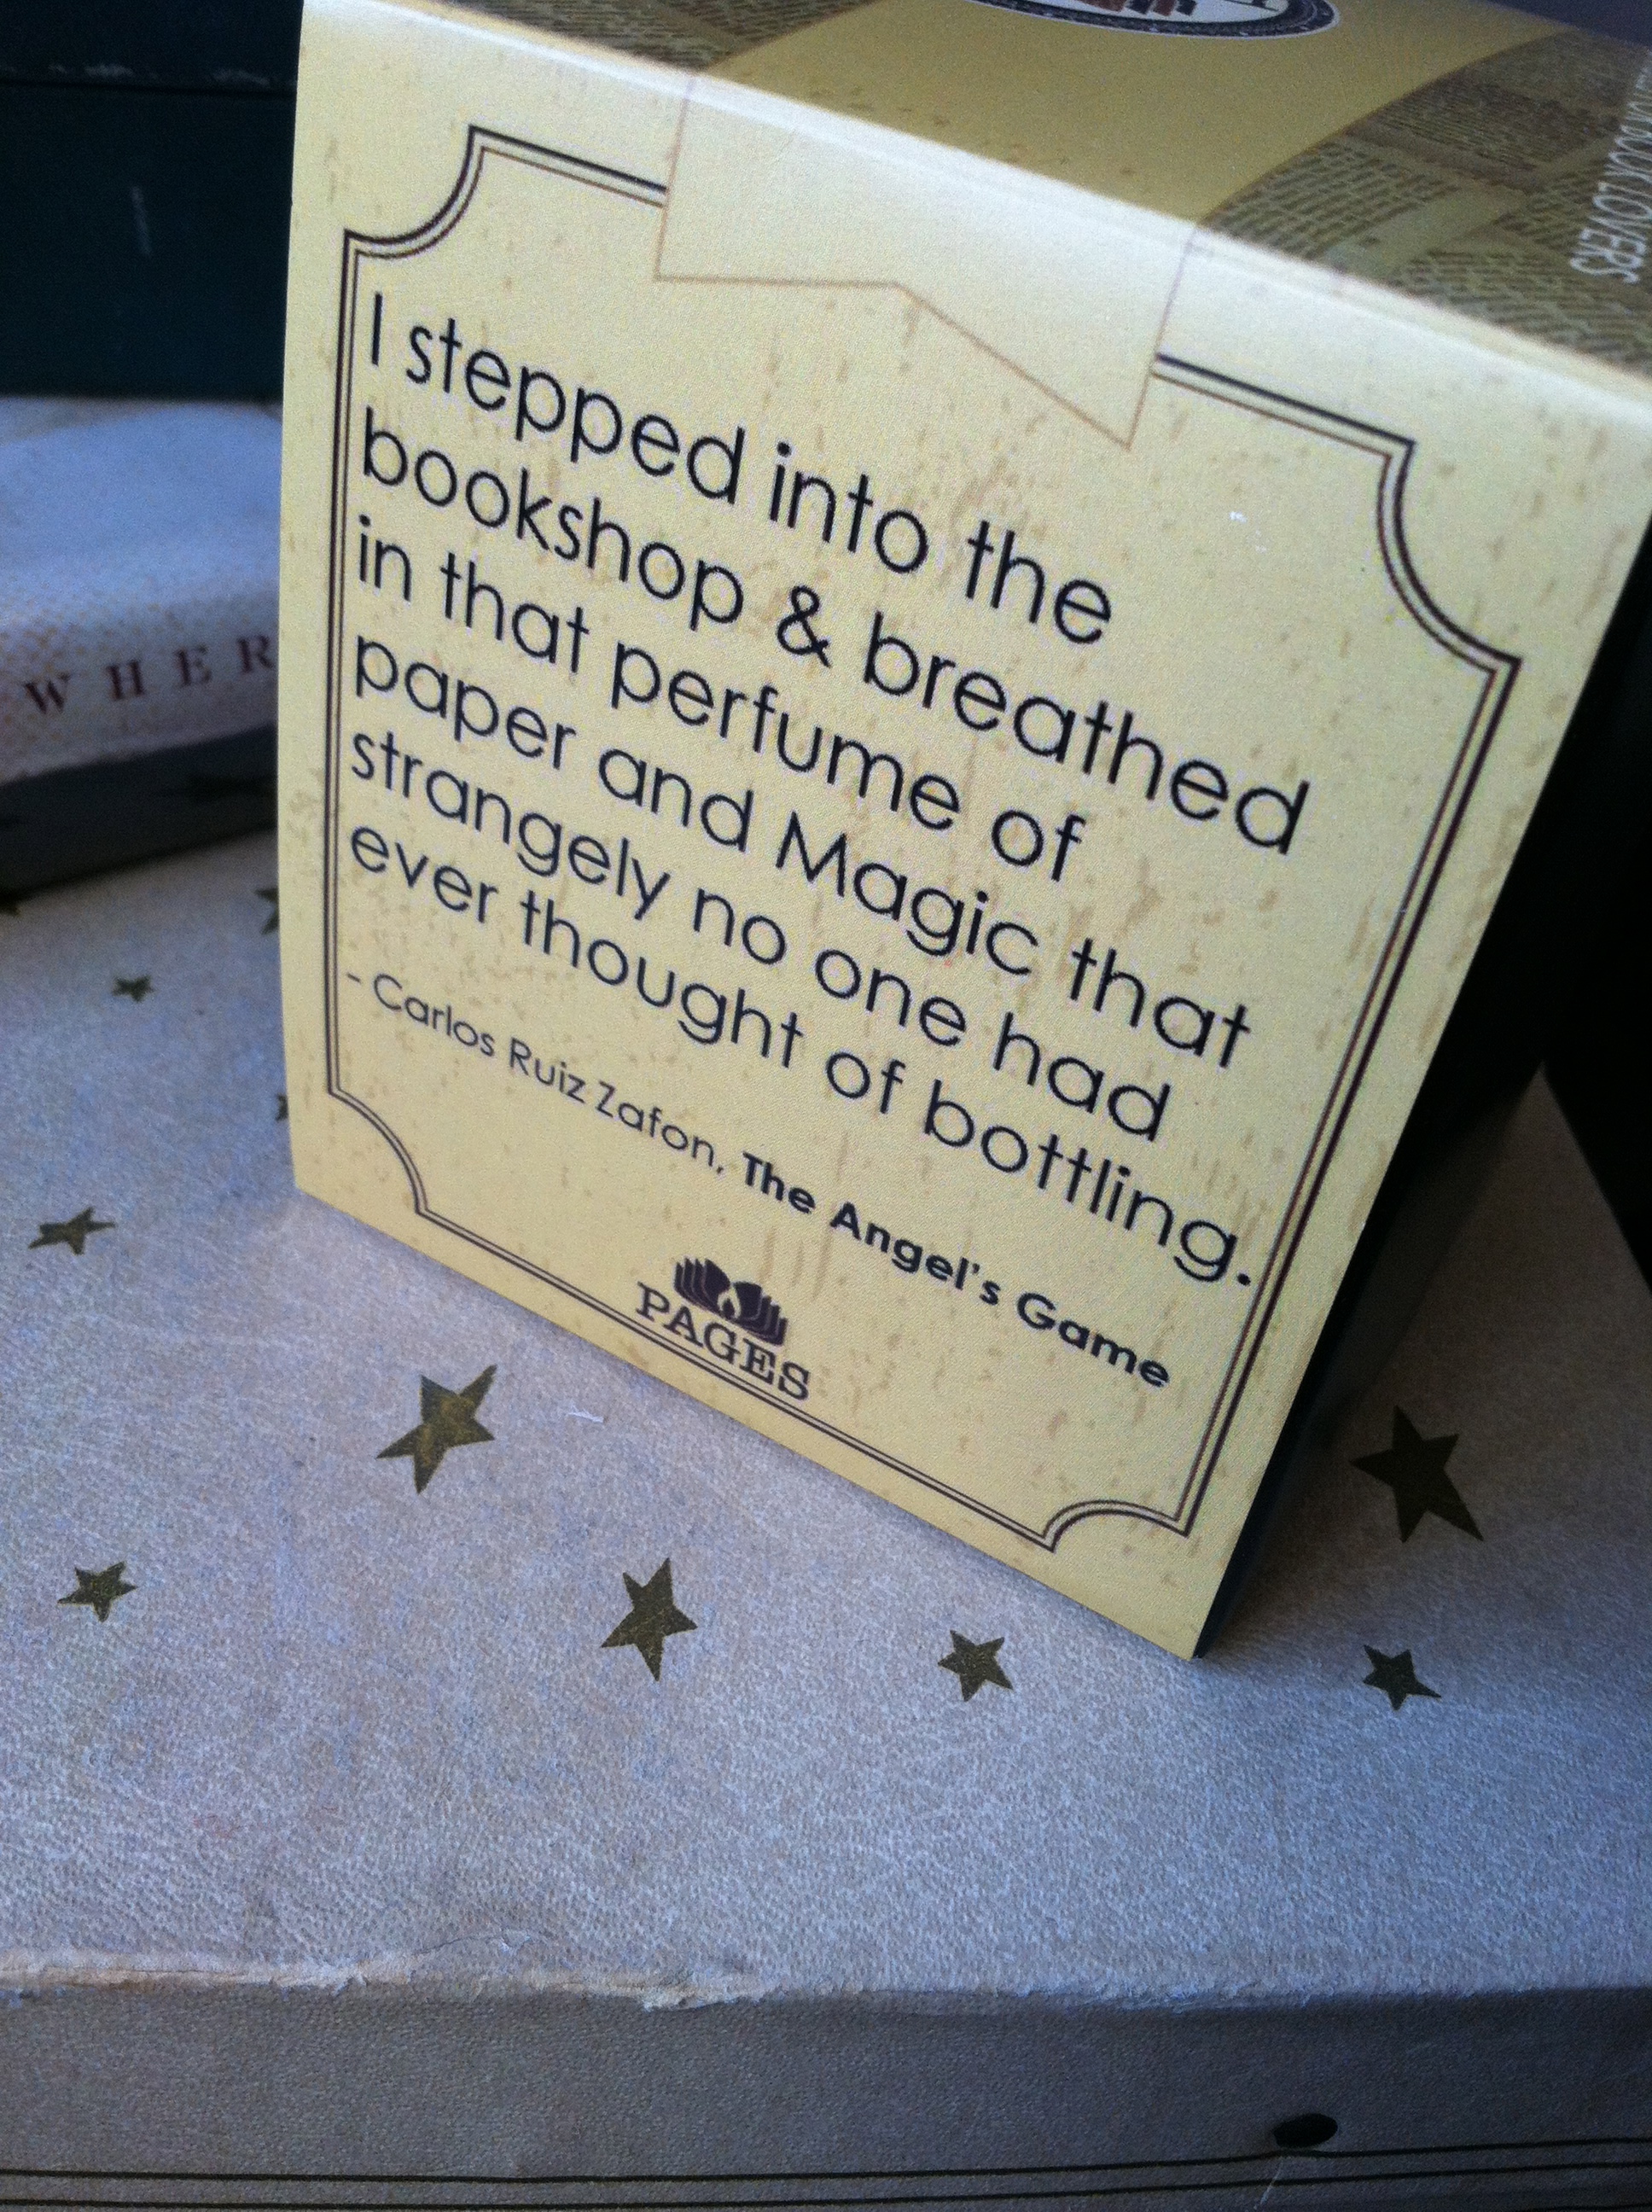 BOOK LOVERS
I stepped into the
bookshop & breathed
in that perfume of
paper and Magic that
strangely no one had
ever thought of bottling.
- Carlos Ruiz Zafon, The Angel's Game
PAGES
WHER